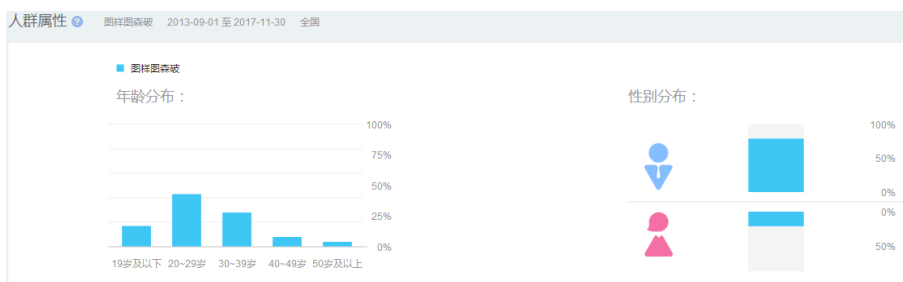 人群属性 ? 图样图森破 2013-09-01 至 2017-11-30 全国
图样图森破
年龄分布：
100%
75%
50%
25%
0%
19岁及以下 20~29岁 30~39岁 40~49岁 50岁及以上
性别分布：
100%
50%
0%
0%
50%